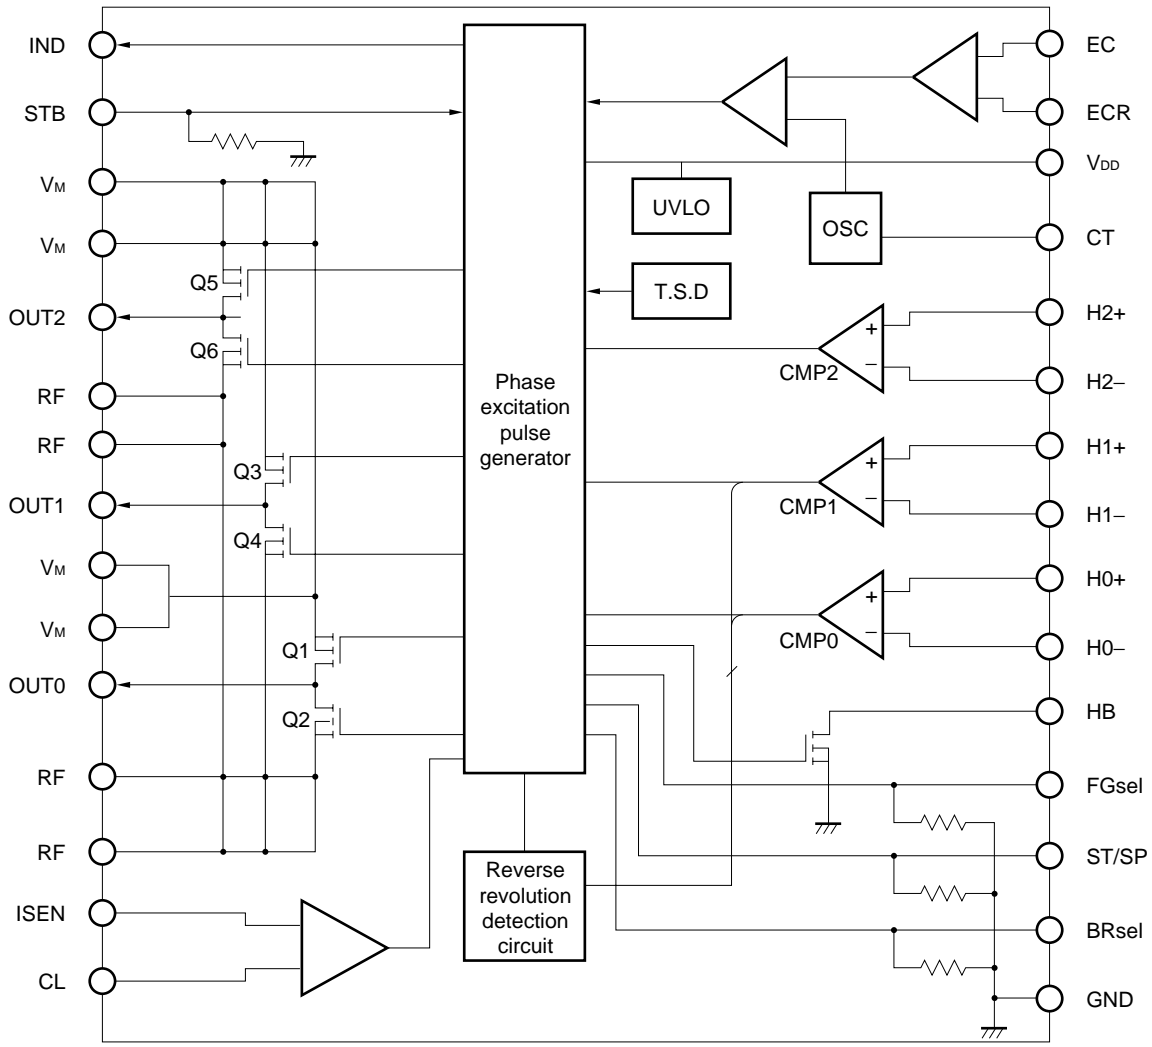 IND
STB
VM
VM
Q5
OUT2
Q6
RF
RF
Q3
OUT1
Q4
VM
VM
Q1
OUT0
Q2
RF
RF
ISEN
CL
Phase
excitation
pulse
generator
Reverse
revolution
detection
circuit
UVLO
OSC
T.S.D
+
−
CMP2
+
−
CMP1
+
−
CMP0
EC
ECR
VDD
CT
H2+
H2−
H1+
H1−
H0+
H0−
HB
FGsel
ST/SP
BRsel
GND